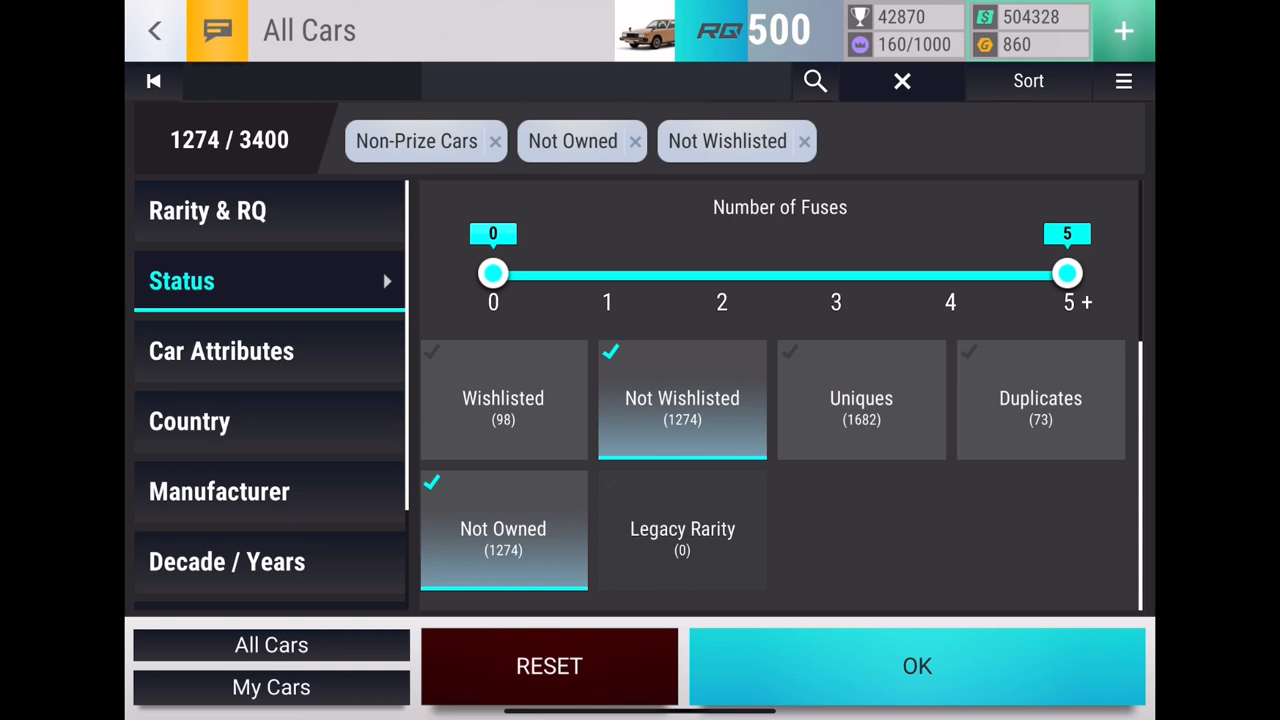 All Cars
RQ 500
42870
160/1000
504328
860
+
Sort
1274 / 3400
Non-Prize Cars ×
Not Owned ×
Not Wishlisted ×
Rarity & RQ
Status
Car Attributes
Country
Manufacturer
Decade / Years
Number of Fuses
0
5
0 1 2 3 4 5 +
Wishlisted
(98)
Not Wishlisted
(1274)
Uniques
(1682)
Duplicates
(73)
Not Owned
(1274)
Legacy Rarity
(0)
All Cars
My Cars
RESET
OK